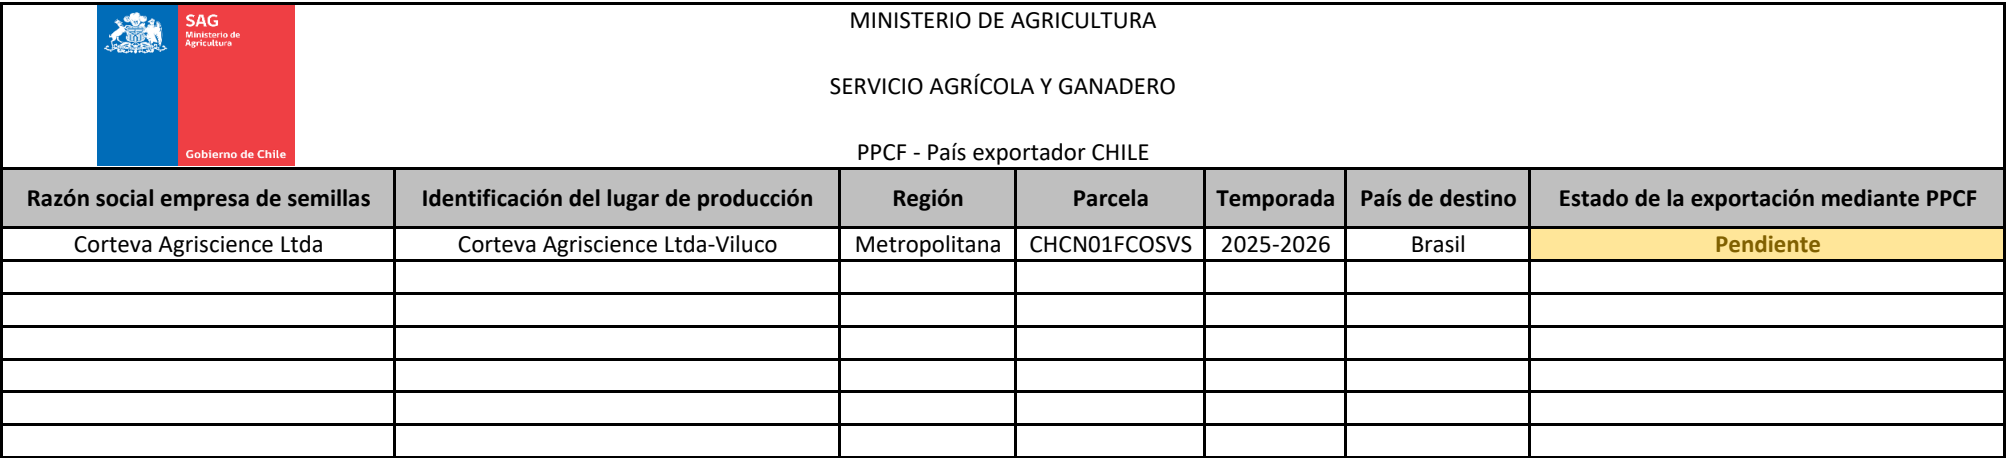 SAG
Ministerio de
Agricultura
Gobierno de Chile
MINISTERIO DE AGRICULTURA
SERVICIO AGRÍCOLA Y GANADERO
PPCF - País exportador CHILE
Razón social empresa de semillas Identificación del lugar de producción Región Parcela Temporada País de destino Estado de la exportación mediante PPCF
Corteva Agriscience Ltda Corteva Agriscience Ltda-Viluco Metropolitana CHCN01FCOSVS 2025-2026 Brasil Pendiente